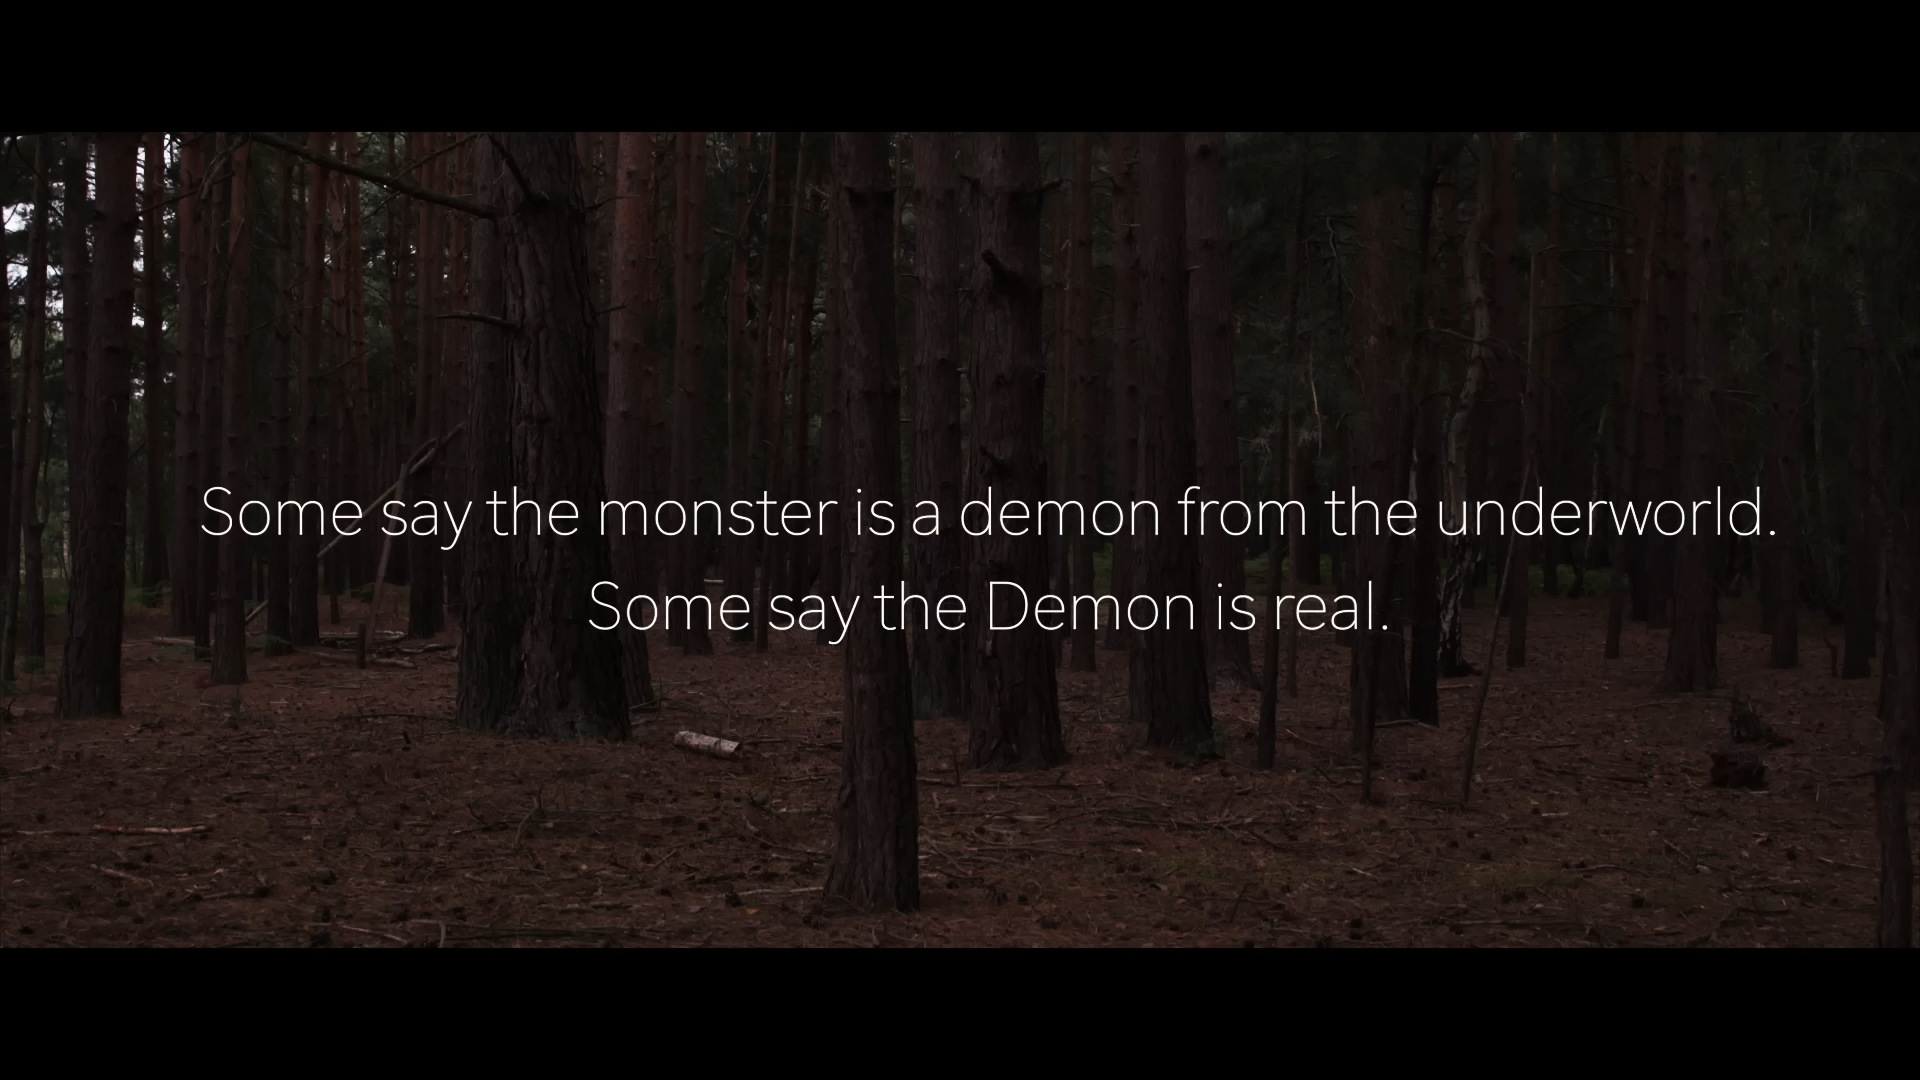 Some say the monster is a demon from the underworld.
Some say the Demon is real.